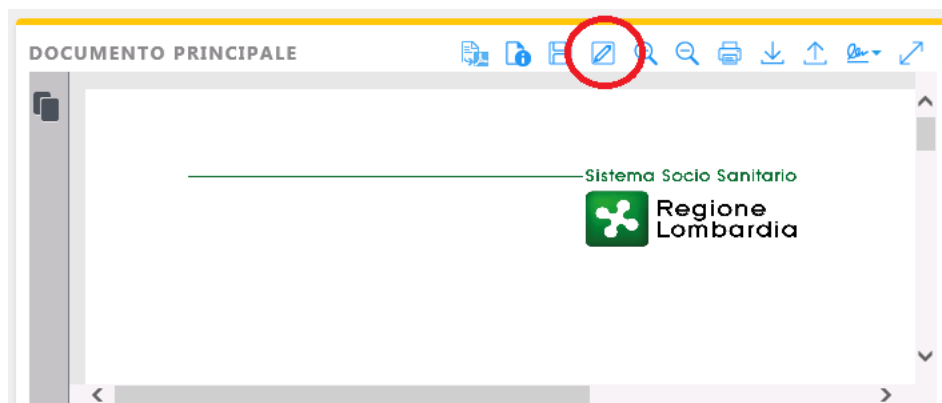 DOCUMENTO PRINCIPALE
Sistema Socio Sanitario
Regione
Lombardia